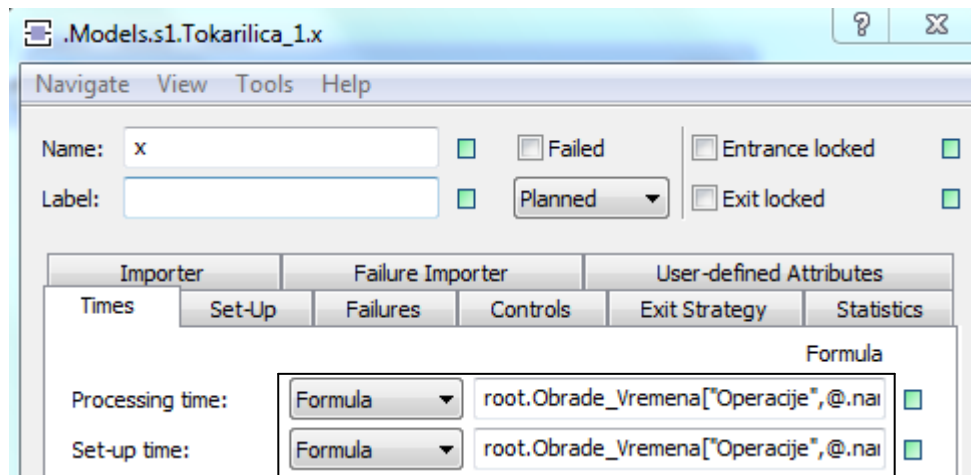 .Models.s1.Tokarilica_1.x
Navigate View Tools Help
Name: x Failed Entrance locked
Label: Planned Exit locked
Importer Failure Importer User-defined Attributes
Times Set-Up Failures Controls Exit Strategy Statistics
Formula
Processing time: Formula root.Obrade_Vremena["Operacije",@.nai
Set-up time: Formula root.Obrade_Vremena["Operacije",@.nai